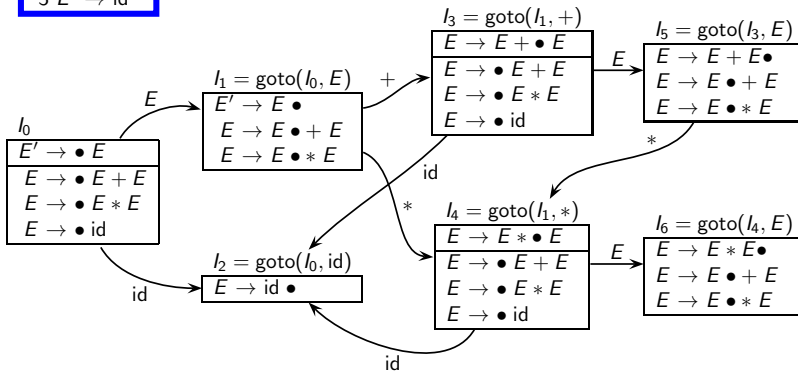 3 E → id
I₀
E′ → • E
E → • E + E
E → • E ∗ E
E → • id
E
id
I₁ = goto(I₀, E)
E′ → E •
E → E • + E
E → E • ∗ E
I₂ = goto(I₀, id)
E → id •
+
∗
I₃ = goto(I₁, +)
E → E + • E
E → • E + E
E → • E ∗ E
E → • id
id
I₄ = goto(I₁, ∗)
E → E ∗ • E
E → • E + E
E → • E ∗ E
E → • id
id
E
I₅ = goto(I₃, E)
E → E + E•
E → E • + E
E → E • ∗ E
∗
E
I₆ = goto(I₄, E)
E → E ∗ E•
E → E • + E
E → E • ∗ E